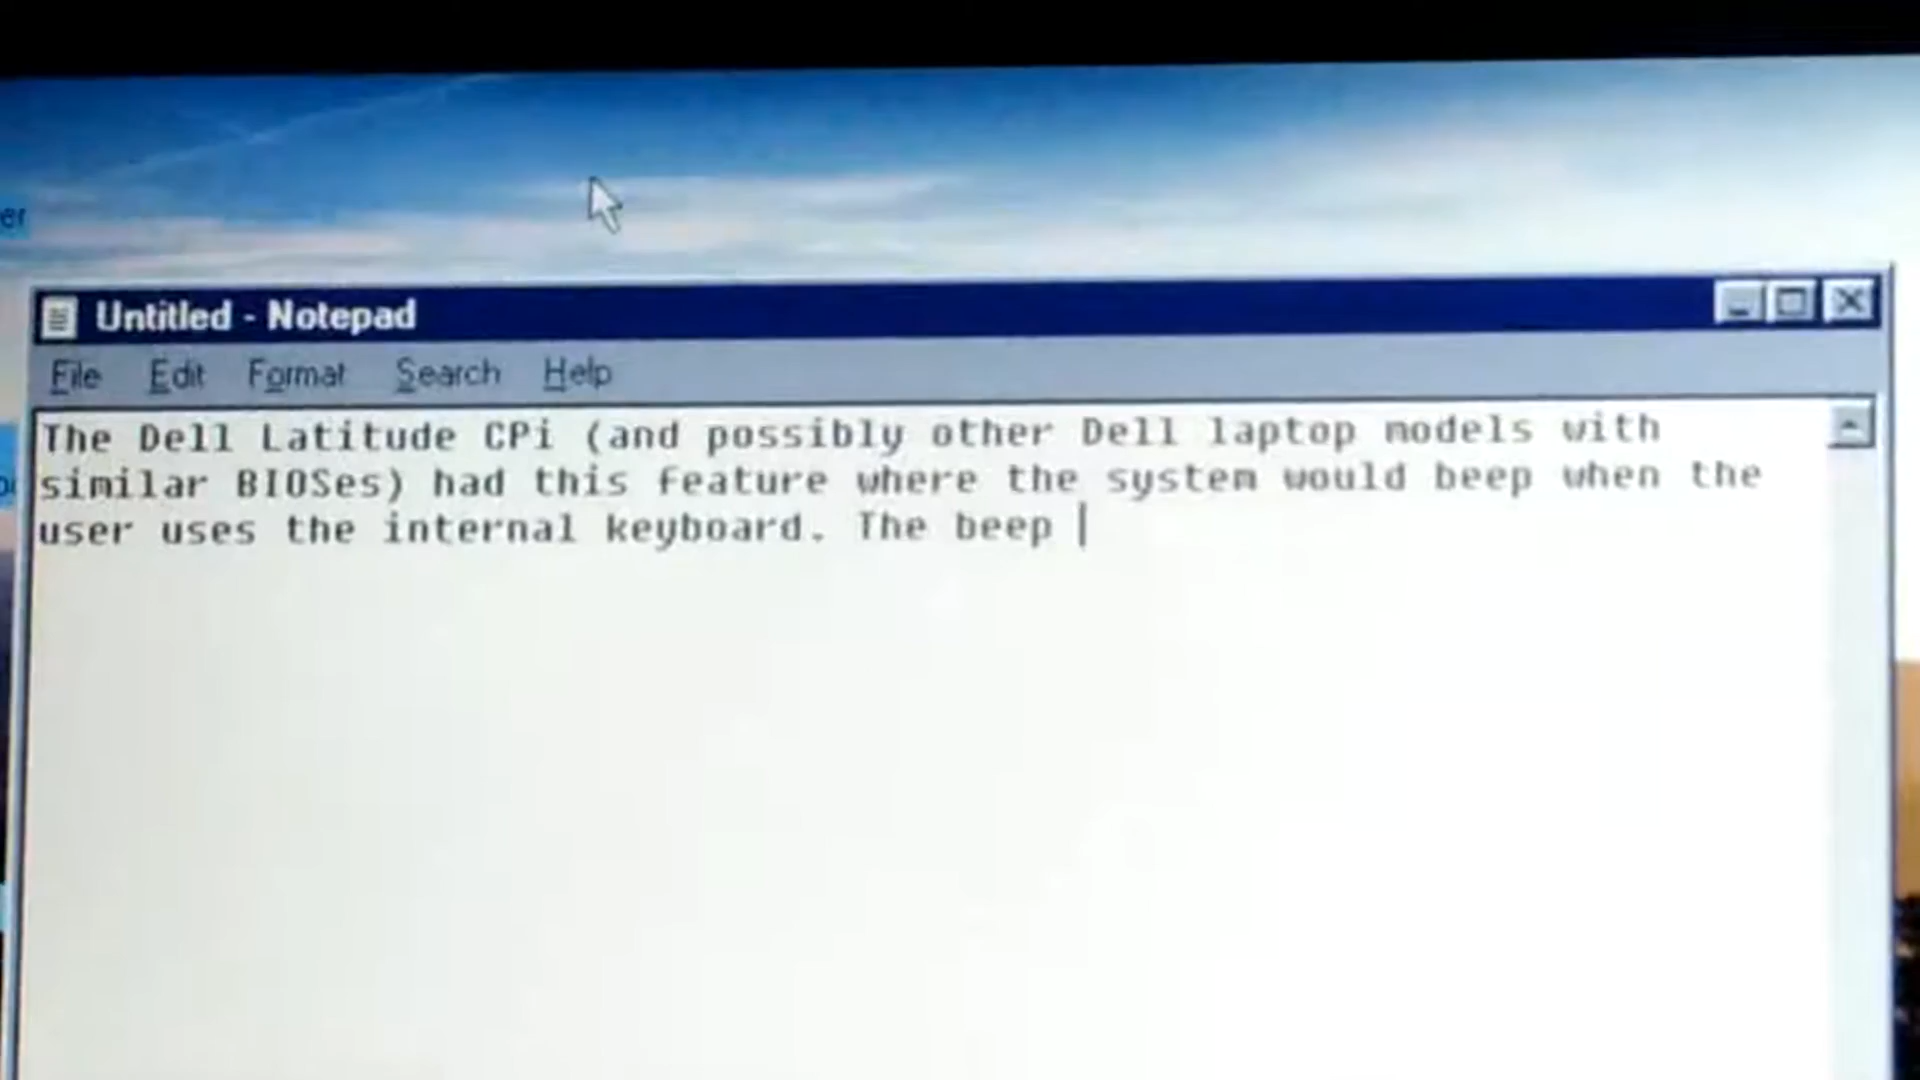 er
Untitled - Notepad
File Edit Format Search Help
The Dell Latitude CPi (and possibly other Dell laptop models with
similar BIOSes) had this feature where the system would beep when the
user uses the internal keyboard. The beep